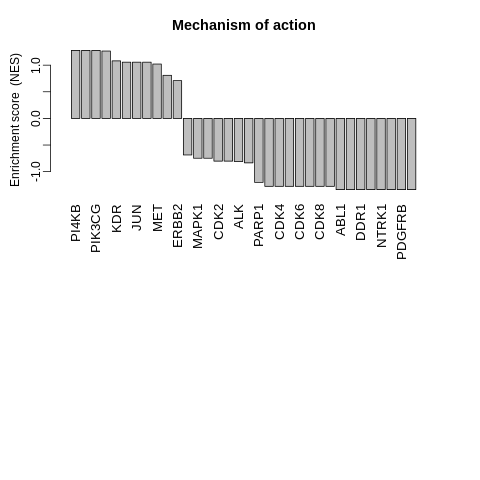 Mechanism of action
Enrichment score (NES)
1.0
0.0
-1.0
PI4KB
PIK3CG
KDR
JUN
MET
ERBB2
MAPK1
CDK2
ALK
PARP1
CDK4
CDK6
CDK8
ABL1
DDR1
NTRK1
PDGFRB